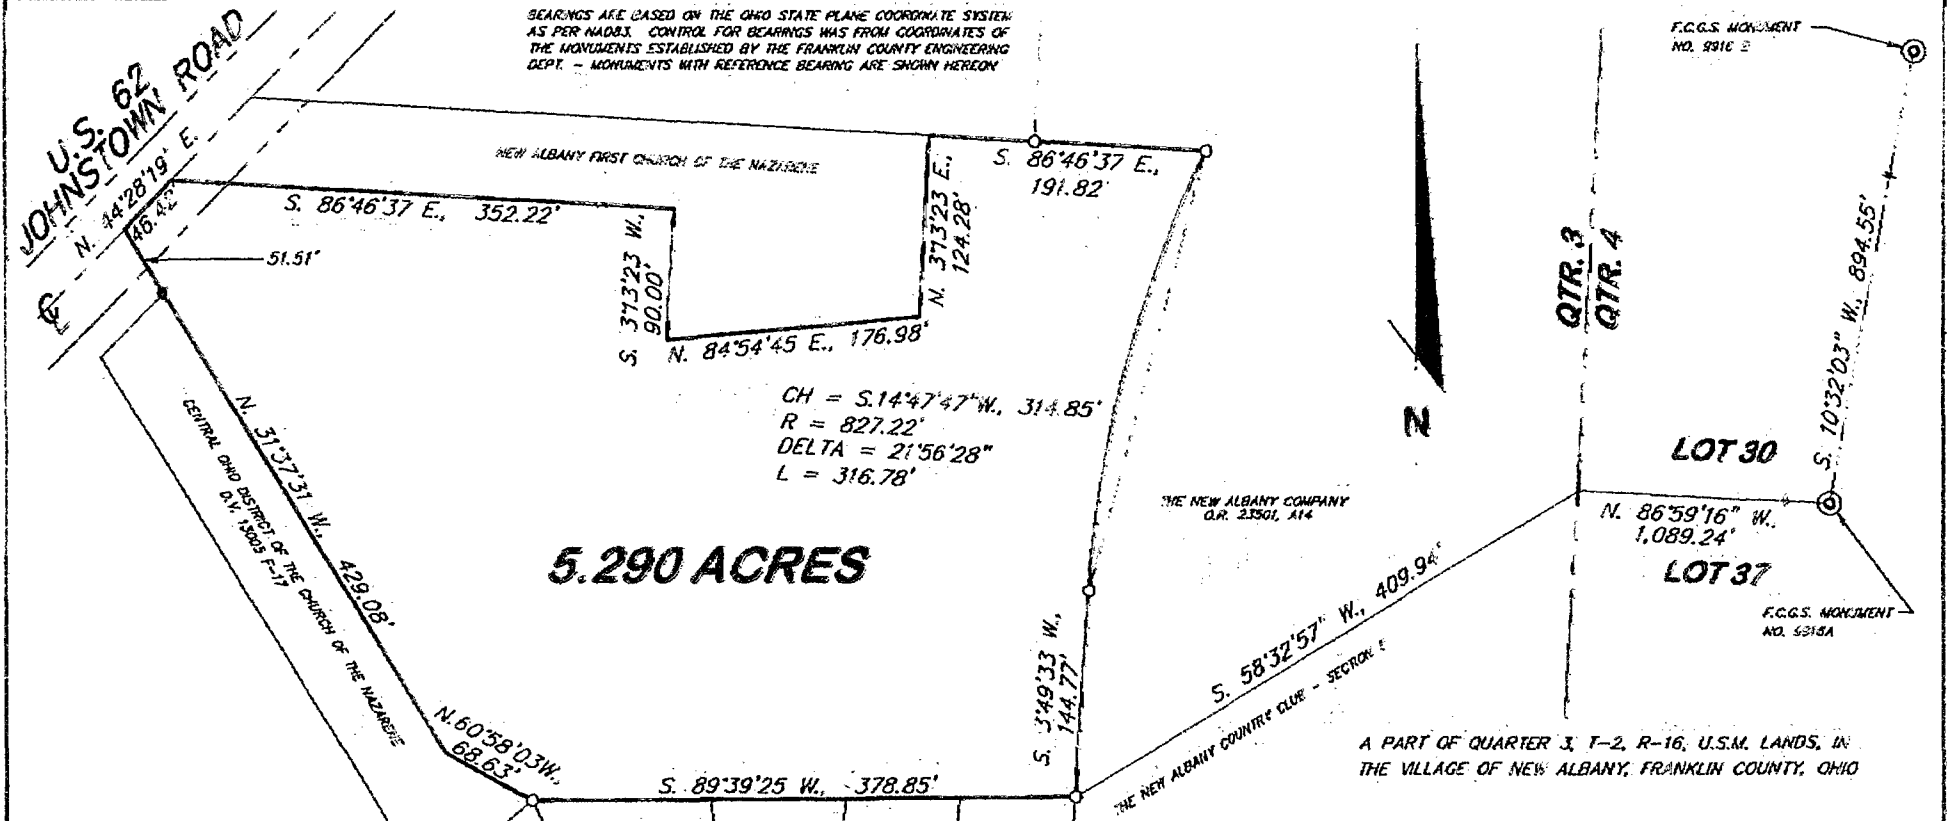 BEARINGS ARE BASED ON THE OHIO STATE PLANE COORDINATE SYSTEM
AS PER NAD83. CONTROL FOR BEARINGS WAS FROM COORDINATES OF
THE MONUMENTS ESTABLISHED BY THE FRANKLIN COUNTY ENGINEERING
DEPT. - MONUMENTS WITH REFERENCE BEARING ARE SHOWN HEREON
F.C.G.S. MONUMENT
NO. 9916
U.S. 62
JOHNSTOWN ROAD
N. 44°28'19" E.
46.42'
51.51'
℄
NEW ALBANY FIRST CHURCH OF THE NAZARENE
S. 86°46'37 E., 352.22'
S. 3°13'23 W.,
90.00'
N. 84°54'45 E., 176.98'
N. 3°13'23 E.,
124.28'
S. 86°46'37 E.,
191.82'
CH = S.14°47'47"W., 314.85'
R = 827.22'
DELTA = 21°56'28"
L = 316.78'
N
QTR. 3
QTR. 4
S. 10°32'03" W., 894.55'
LOT 30
N. 86°59'16" W.,
1,089.24'
LOT 37
F.C.G.S. MONUMENT
NO.
THE NEW ALBANY COMPANY
O.R. 23501, A14
5.290 ACRES
N. 31°37'31 W., 429.08'
CENTRAL OHIO DISTRICT OF THE CHURCH OF THE NAZARENE
D.V. 13005 F-17
N.60°58'03W.,
68.63'
S. 89°39'25 W., 378.85'
S. 3°49'33 W.,
144.77'
S. 58°32'57" W., 409.94'
THE NEW ALBANY COUNTRY CLUB - SECTION
A PART OF QUARTER 3, T-2, R-16, U.S.M. LANDS, IN
THE VILLAGE OF NEW ALBANY, FRANKLIN COUNTY, OHIO